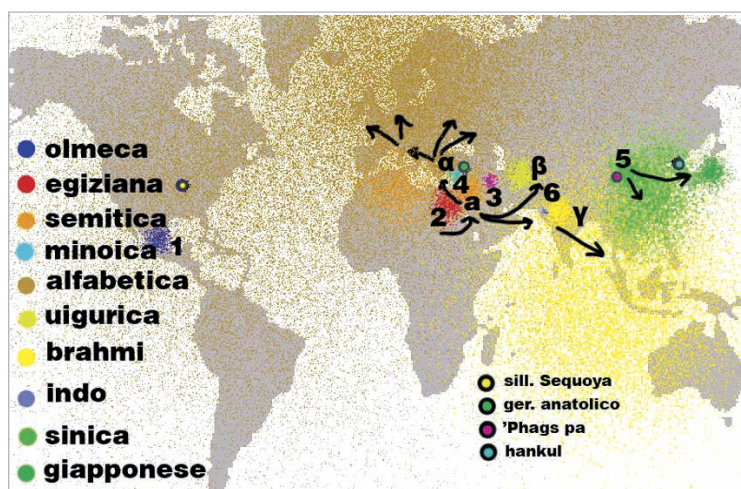 olmeca
egiziana
semitica
minoica 1
alfabetica
uigurica
brahmi
indo
sinica
giapponese
α
β
5
4
a
3
2
6
γ
sill. Sequoya
ger. anatolico
'Phags pa
hankul